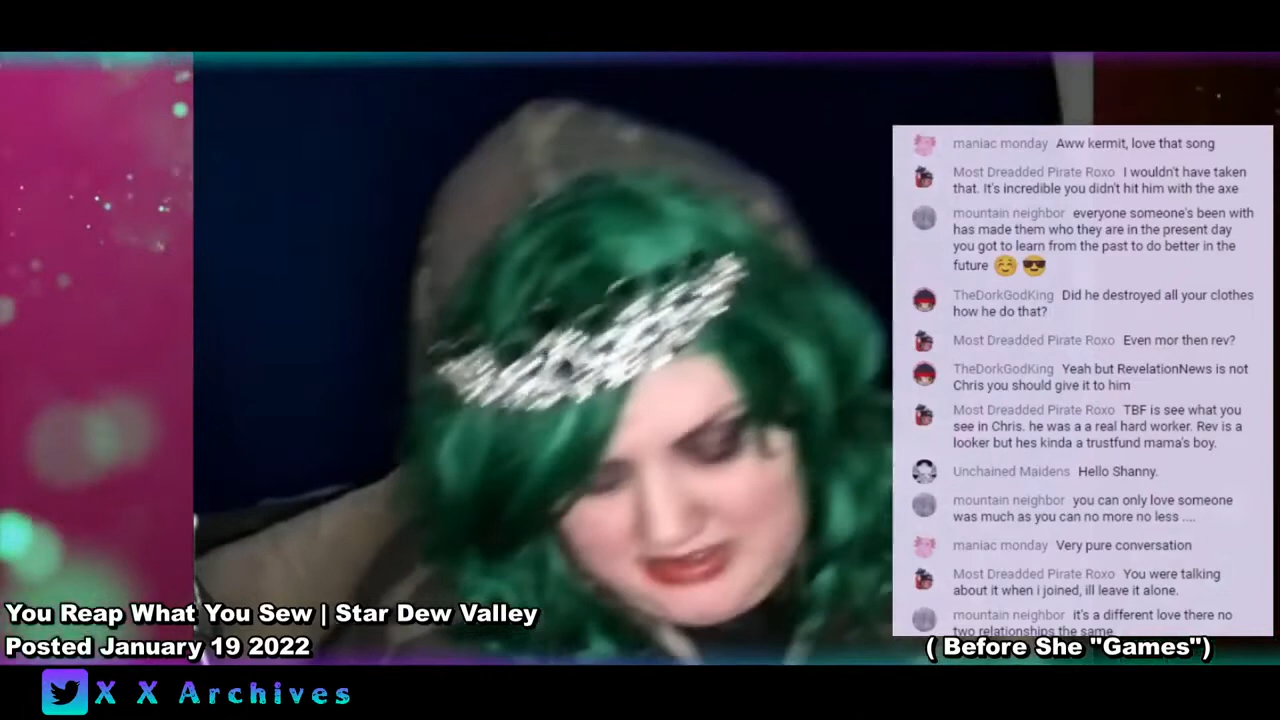 maniac monday Aww kermit, love that song
Most Dreadded Pirate Roxo I wouldn't have taken
that. It's incredible you didn't hit him with the axe
mountain neighbor everyone someone's been with
has made them who they are in the present day
you got to learn from the past to do better in the
future
TheDorkGodKing Did he destroyed all your clothes
how he do that?
Most Dreadded Pirate Roxo Even mor then rev?
TheDorkGodKing Yeah but RevelationNews is not
Chris you should give it to him
Most Dreadded Pirate Roxo TBF is see what you
see in Chris. he was a a real hard worker. Rev is a
looker but hes kinda a trustfund mama's boy.
Unchained Maidens Hello Shanny.
mountain neighbor you can only love someone
was much as you can no more no less ....
maniac monday Very pure conversation
Most Dreadded Pirate Roxo You were talking
about it when i joined, ill leave it alone.
mountain neighbor it's a different love there no
two relationships the same
You Reap What You Sew | Star Dew Valley
Posted January 19 2022
( Before She "Games")
X X Archives